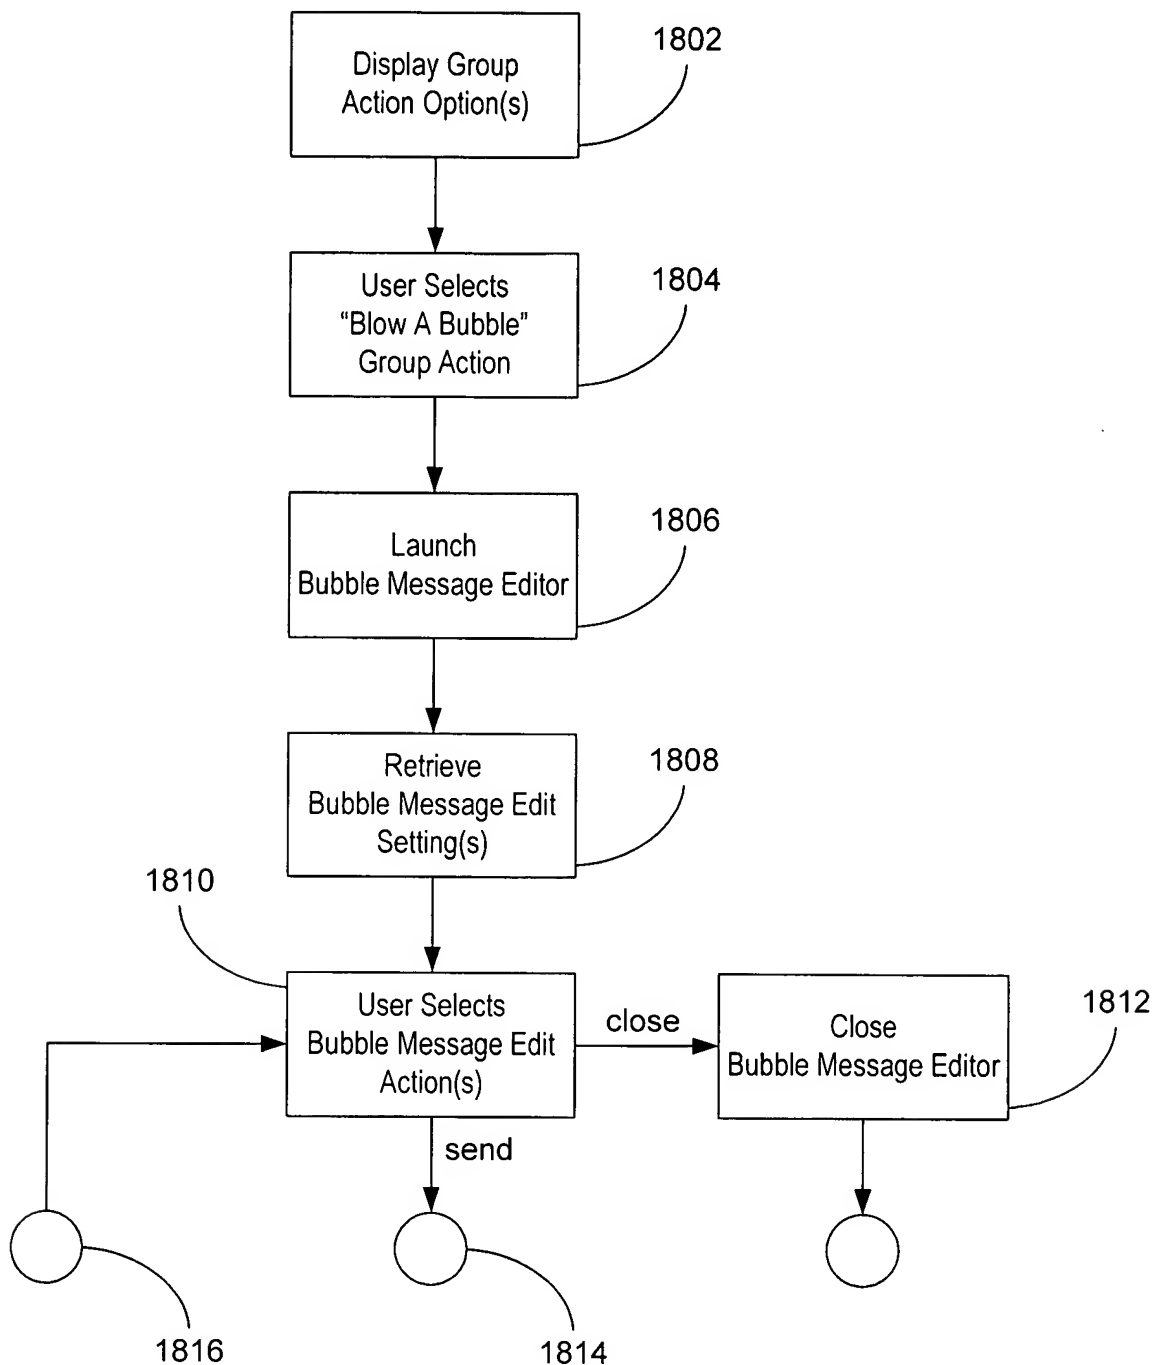 Display Group
Action Option(s)
1802
User Selects
“Blow A Bubble”
Group Action
1804
Launch
Bubble Message Editor
1806
Retrieve
Bubble Message Edit
Setting(s)
1808
1810
User Selects
Bubble Message Edit
Action(s)
close
Close
Bubble Message Editor
1812
send
1816
1814